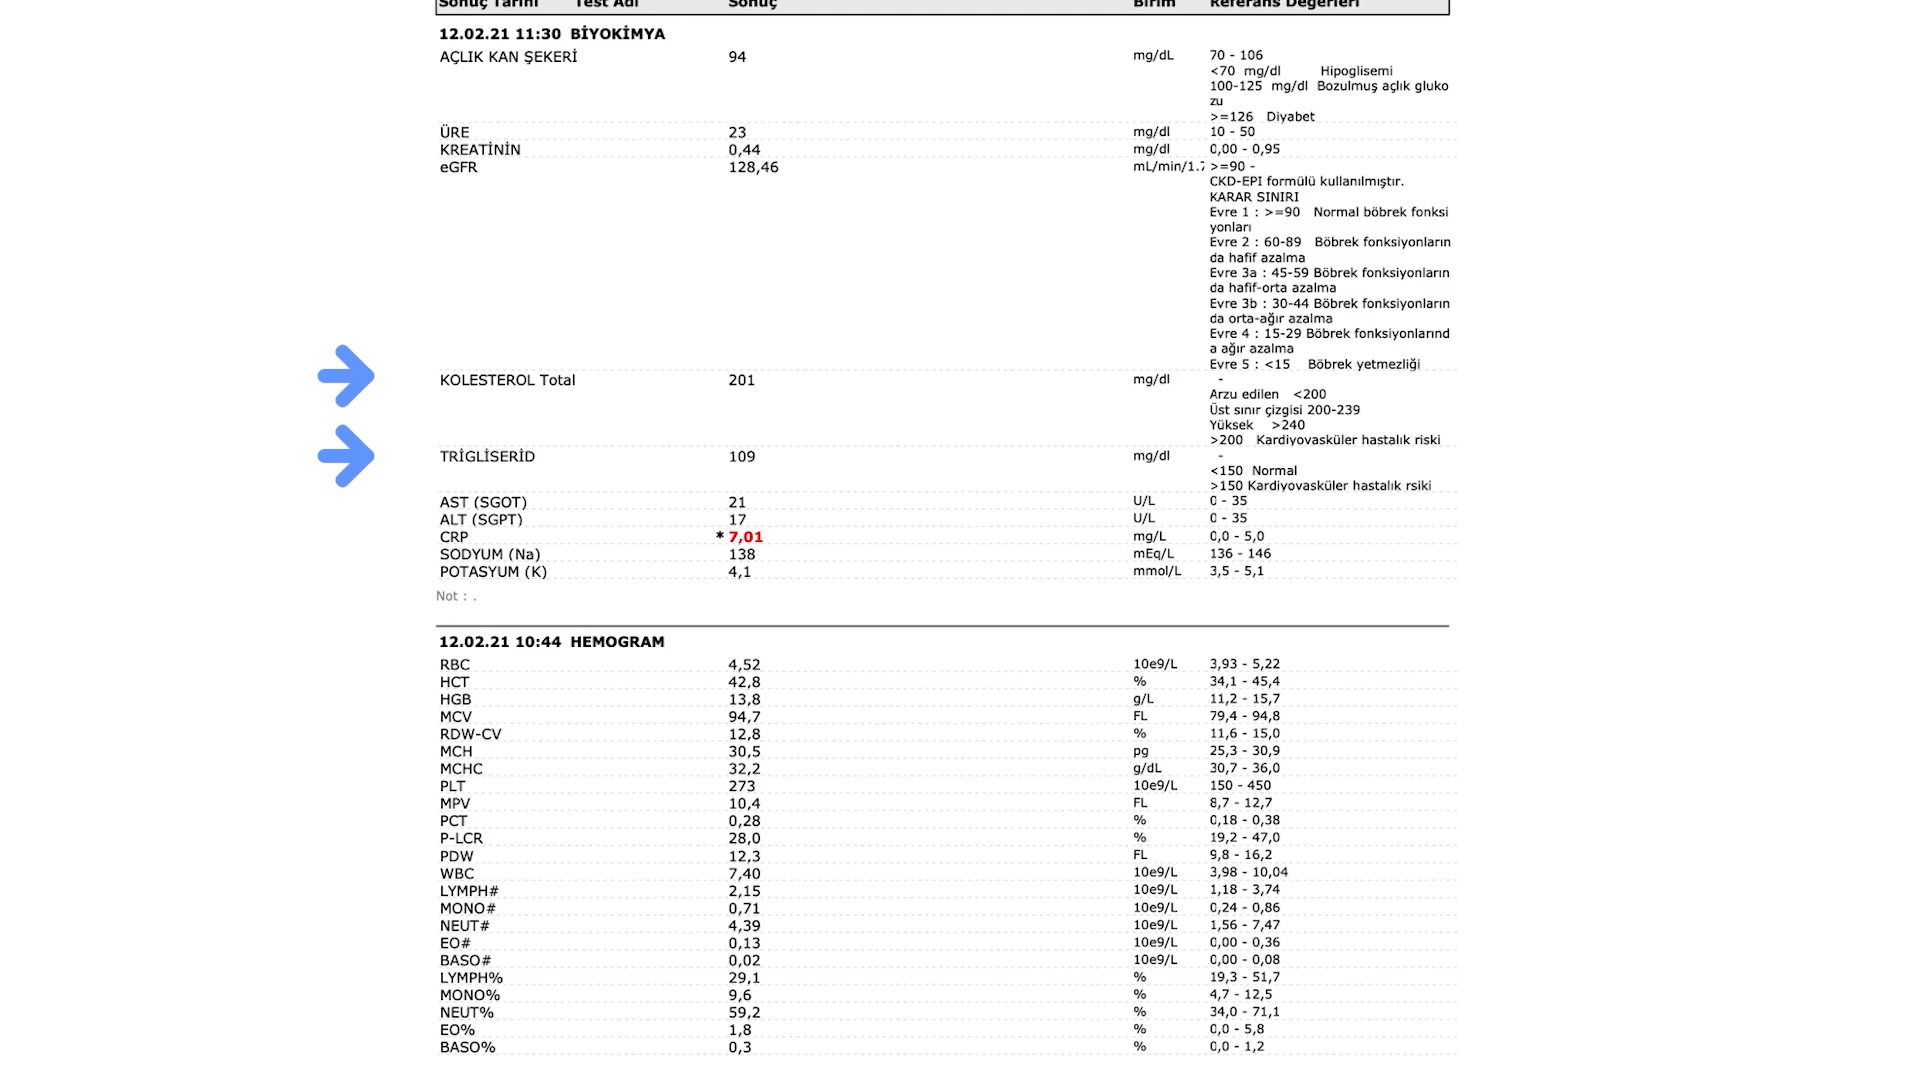 Sonuç Tarihi Test Adı Sonuç Birim Referans Değerleri
12.02.21 11:30 BİYOKİMYA
AÇLIK KAN ŞEKERİ 94 mg/dL 70 - 106
<70 mg/dl Hipoglisemi
100-125 mg/dl Bozulmuş açlık gluko
zu
>=126 Diyabet
ÜRE 23 mg/dl 10 - 50
KREATİNİN 0,44 mg/dl 0,00 - 0,95
eGFR 128,46 mL/min/1.7 >=90 -
CKD-EPI formülü kullanılmıştır.
KARAR SINIRI
Evre 1 : >=90 Normal böbrek fonksi
yonları
Evre 2 : 60-89 Böbrek fonksiyonların
da hafif azalma
Evre 3a : 45-59 Böbrek fonksiyonların
da hafif-orta azalma
Evre 3b : 30-44 Böbrek fonksiyonların
da orta-ağır azalma
Evre 4 : 15-29 Böbrek fonksiyonlarınd
a ağır azalma
Evre 5 : <15 Böbrek yetmezliği
KOLESTEROL Total 201 mg/dl -
Arzu edilen <200
Üst sınır çizgisi 200-239
Yüksek >240
>200 Kardiyovasküler hastalık riski
TRİGLİSERİD 109 mg/dl -
<150 Normal
>150 Kardiyovasküler hastalık rsiki
AST (SGOT) 21 U/L 0 - 35
ALT (SGPT) 17 U/L 0 - 35
CRP * 7,01 mg/L 0,0 - 5,0
SODYUM (Na) 138 mEq/L 136 - 146
POTASYUM (K) 4,1 mmol/L 3,5 - 5,1
Not : .
12.02.21 10:44 HEMOGRAM
RBC 4,52 10e9/L 3,93 - 5,22
HCT 42,8 % 34,1 - 45,4
HGB 13,8 g/L 11,2 - 15,7
MCV 94,7 FL 79,4 - 94,8
RDW-CV 12,8 % 11,6 - 15,0
MCH 30,5 pg 25,3 - 30,9
MCHC 32,2 g/dL 30,7 - 36,0
PLT 273 10e9/L 150 - 450
MPV 10,4 FL 8,7 - 12,7
PCT 0,28 % 0,18 - 0,38
P-LCR 28,0 % 19,2 - 47,0
PDW 12,3 FL 9,8 - 16,2
WBC 7,40 10e9/L 3,98 - 10,04
LYMPH# 2,15 10e9/L 1,18 - 3,74
MONO# 0,71 10e9/L 0,24 - 0,86
NEUT# 4,39 10e9/L 1,56 - 7,47
EO# 0,13 10e9/L 0,00 - 0,36
BASO# 0,02 10e9/L 0,00 - 0,08
LYMPH% 29,1 % 19,3 - 51,7
MONO% 9,6 % 4,7 - 12,5
NEUT% 59,2 % 34,0 - 71,1
EO% 1,8 % 0,0 - 5,8
BASO% 0,3 % 0,0 - 1,2